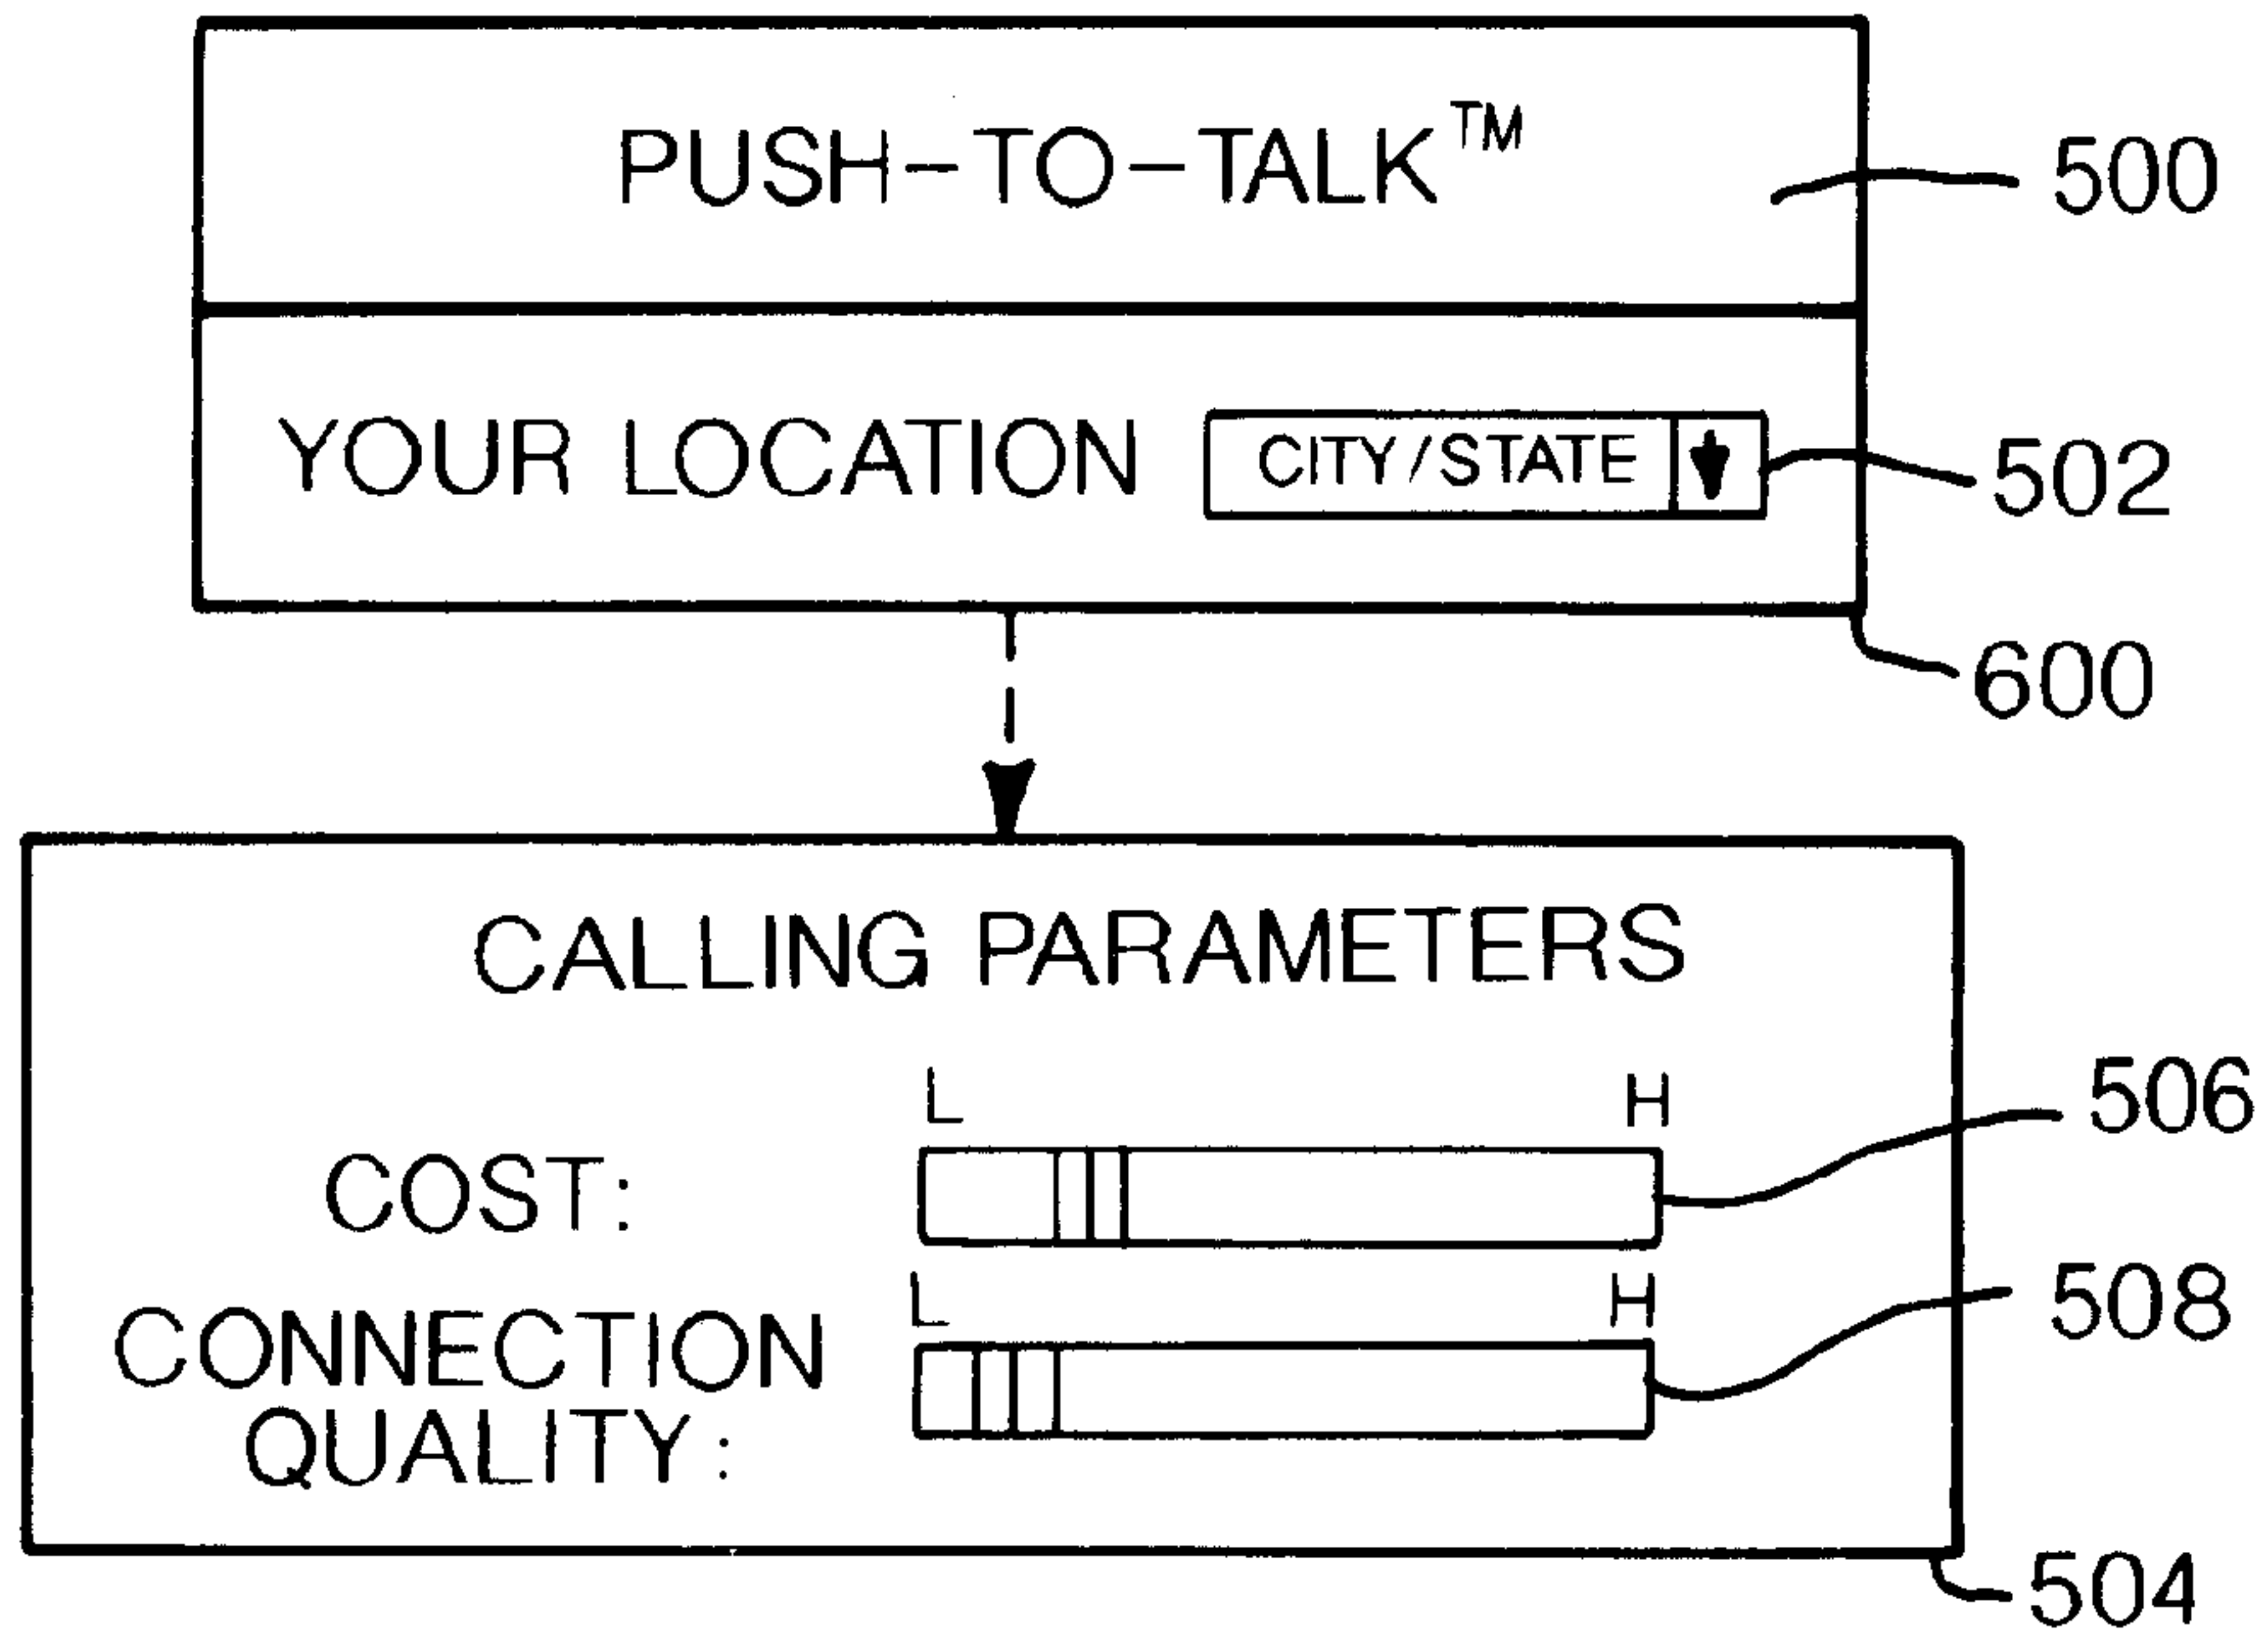 PUSH-TO-TALK™
500
YOUR LOCATION CITY/STATE
502
600
CALLING PARAMETERS
L H
506
COST:
L H
508
CONNECTION
QUALITY:
504